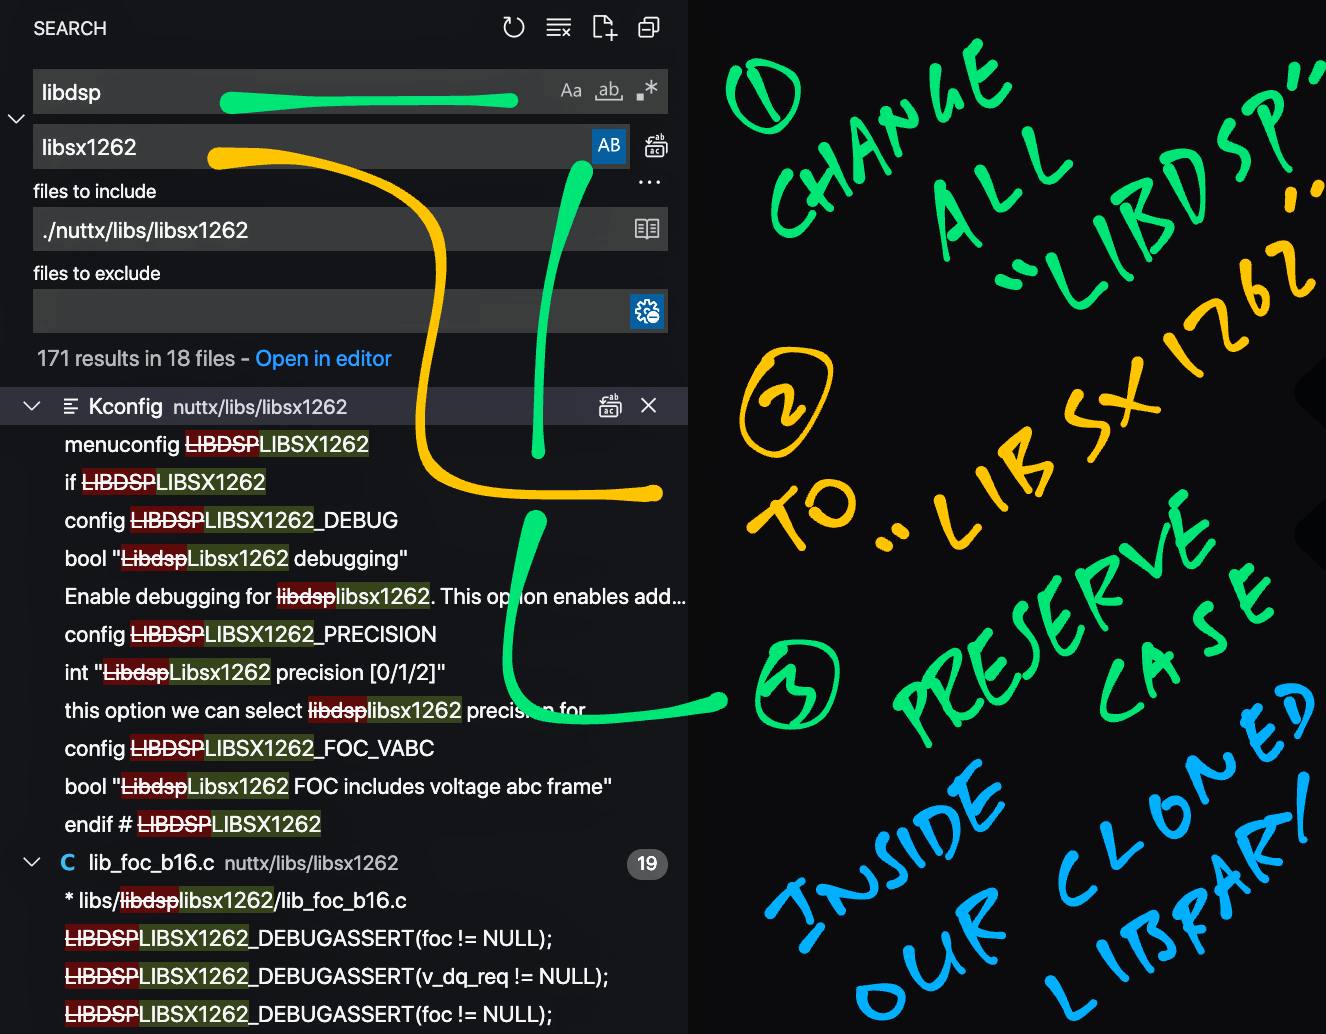 SEARCH
libdsp
Aa ab .*
libsx1262
AB
files to include
./nuttx/libs/libsx1262
files to exclude
171 results in 18 files - Open in editor
Kconfig nuttx/libs/libsx1262
menuconfig LIBDSPLIBSX1262
if LIBDSPLIBSX1262
config LIBDSPLIBSX1262_DEBUG
bool "LibdspLibsx1262 debugging"
Enable debugging for libdsplibsx1262. This option enables add...
config LIBDSPLIBSX1262_PRECISION
int "LibdspLibsx1262 precision [0/1/2]"
this option we can select libdsplibsx1262 precision for
config LIBDSPLIBSX1262_FOC_VABC
bool "LibdspLibsx1262 FOC includes voltage abc frame"
endif # LIBDSPLIBSX1262
C lib_foc_b16.c nuttx/libs/libsx1262 19
* libs/libdsplibsx1262/lib_foc_b16.c
LIBDSPLIBSX1262_DEBUGASSERT(foc != NULL);
LIBDSPLIBSX1262_DEBUGASSERT(v_dq_req != NULL);
LIBDSPLIBSX1262_DEBUGASSERT(foc != NULL);
1 CHANGE
ALL
"LIBDSP"
2
TO "LIBSX1262"
3 PRESERVE
CASE
INSIDE
OUR CLONED
LIBRARY